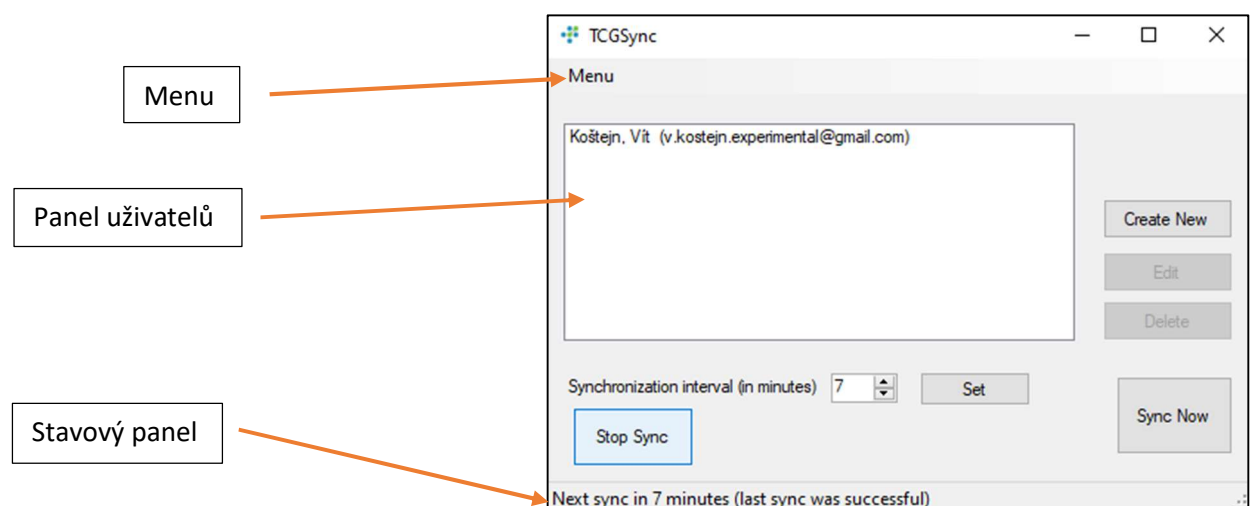 TCGSync
Menu
Menu
Koštejn, Vít (v.kostejn.experimental@gmail.com)
Panel uživatelů
Create New
Edit
Delete
Synchronization interval (in minutes) 7 Set
Stavový panel
Stop Sync
Sync Now
Next sync in 7 minutes (last sync was successful)